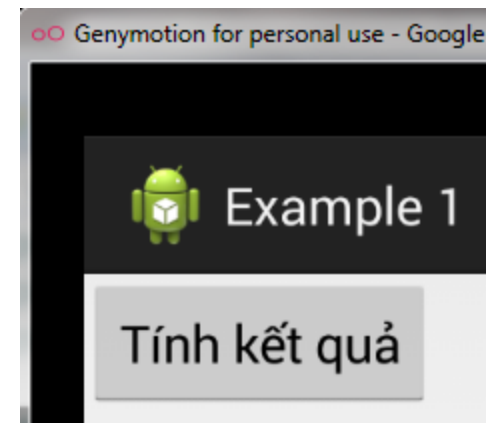 Genymotion for personal use - Google
Example 1
Tính kết quả